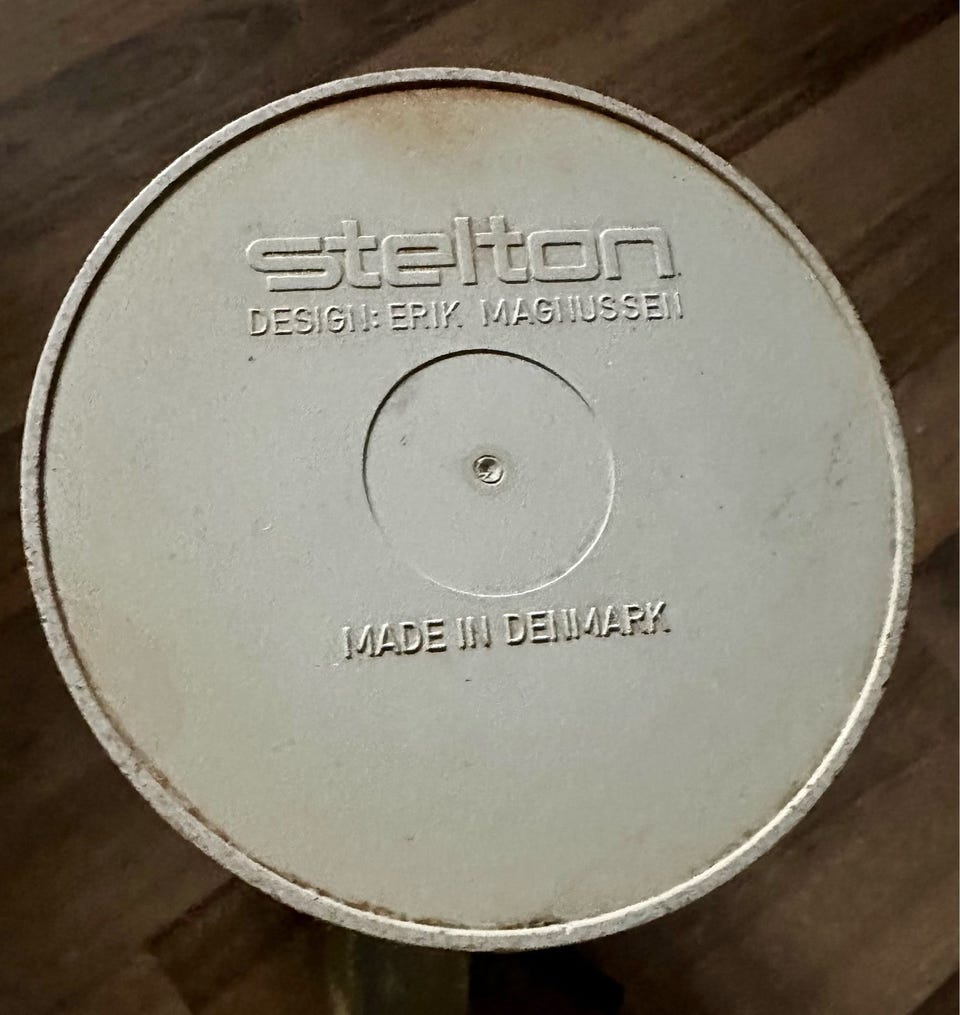 stelton
DESIGN: ERIK MAGNUSSEN
MADE IN DENMARK